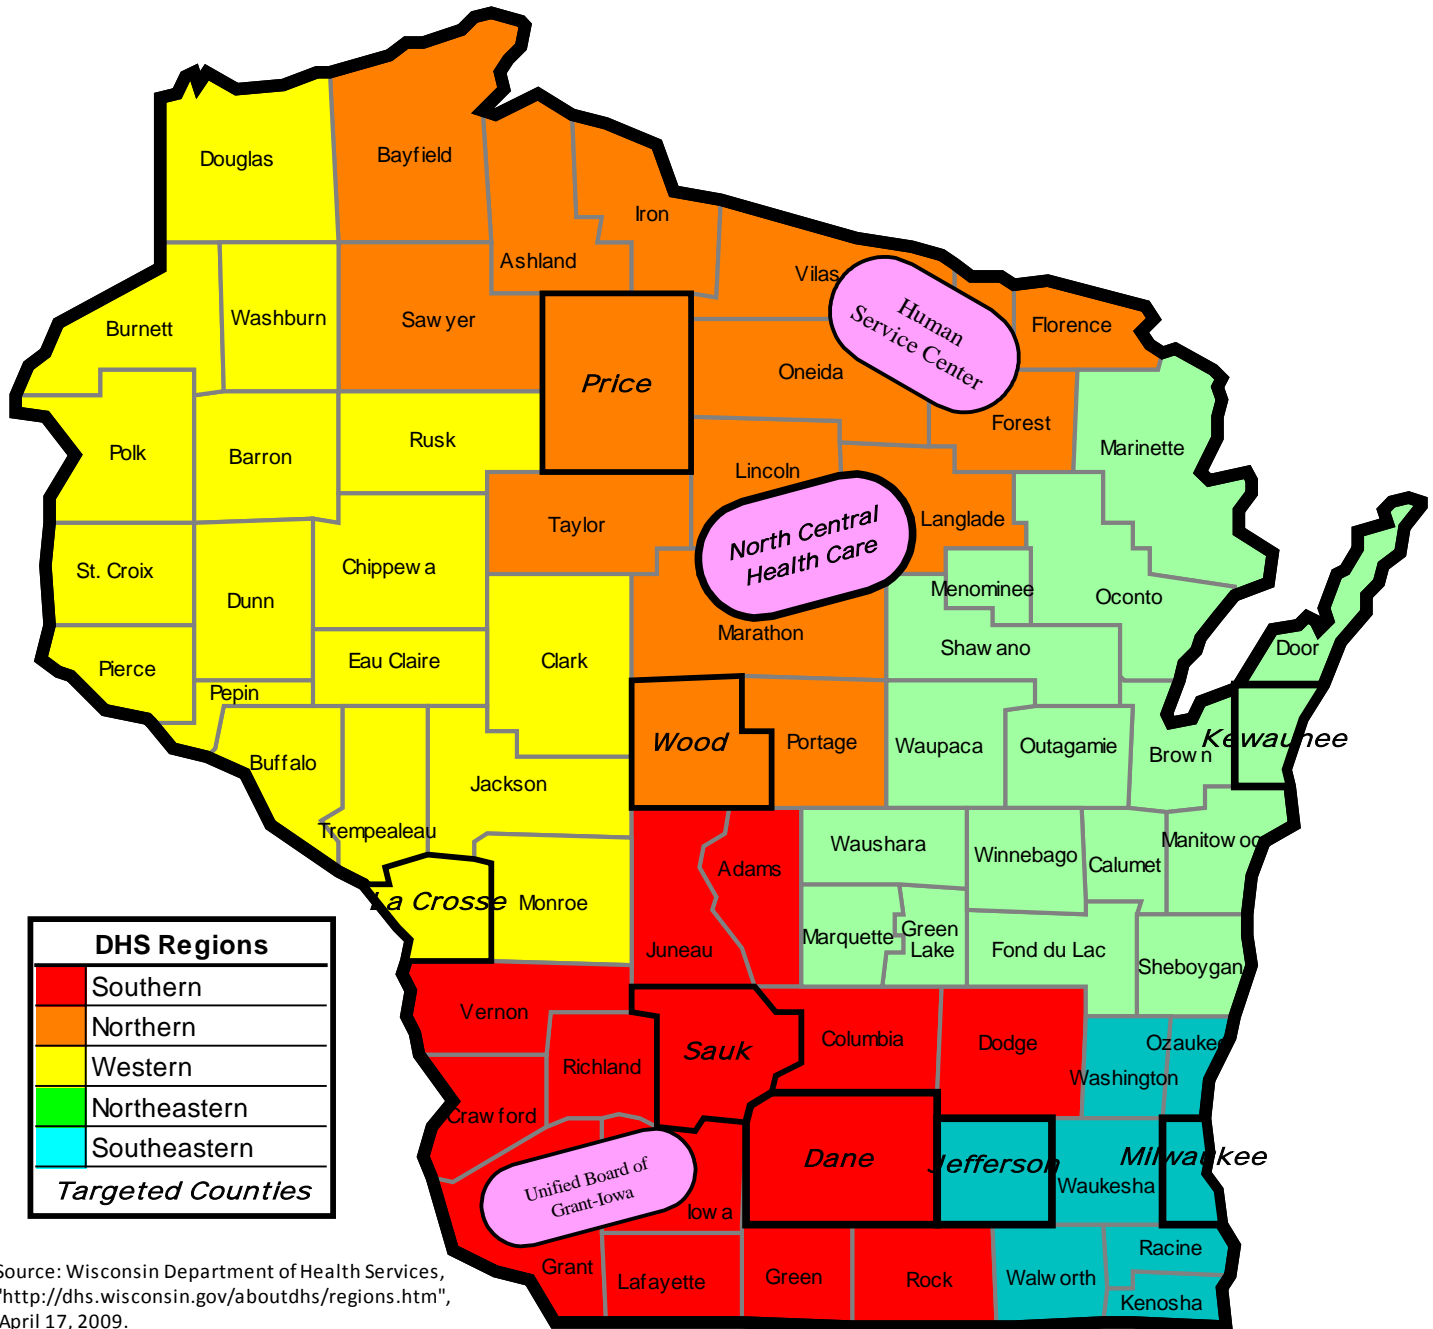 Douglas
Bayfield
Iron
Ashland
Vilas
Burnett
Washburn
Sawyer
Human
Service Center
Florence
Price
Oneida
Polk
Barron
Rusk
Forest
Marinette
Lincoln
Taylor
North Central
Health Care
Langlade
St. Croix
Dunn
Chippewa
Menominee
Oconto
Marathon
Pierce
Eau Claire
Clark
Shawano
Door
Pepin
Buffalo
Wood
Portage
Waupaca
Outagamie
Brown
Kewaunee
Jackson
Trempealeau
Adams
Waushara
Winnebago
Calumet
Manitowoc
La Crosse
Monroe
Juneau
Marquette
Green
Lake
Fond du Lac
Sheboygan
Vernon
Richland
Sauk
Columbia
Dodge
Ozaukee
Washington
Crawford
Unified Board of
Grant-Iowa
Iowa
Dane
Jefferson
Waukesha
Milwaukee
Grant
Lafayette
Green
Rock
Walworth
Racine
Kenosha
DHS Regions
Southern
Northern
Western
Northeastern
Southeastern
Targeted Counties
Source: Wisconsin Department of Health Services,
"http://dhs.wisconsin.gov/aboutdhs/regions.htm",
April 17, 2009.